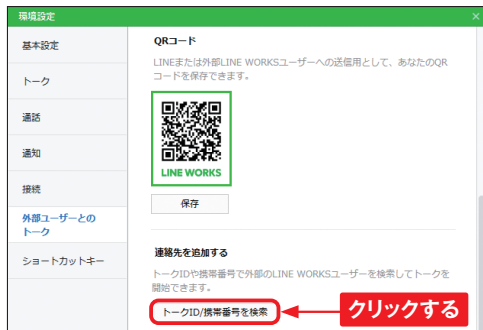 環境設定
基本設定
トーク
通話
通知
接続
外部ユーザーとの
トーク
ショートカットキー
QRコード
LINEまたは外部LINE WORKSユーザーへの送信用として、あなたのQR
コードを保存できます。
LINE WORKS
保存
連絡先を追加する
トークIDや携帯番号で外部のLINE WORKSユーザーを検索してトークを
開始できます。
トークID/携帯番号を検索
クリックする